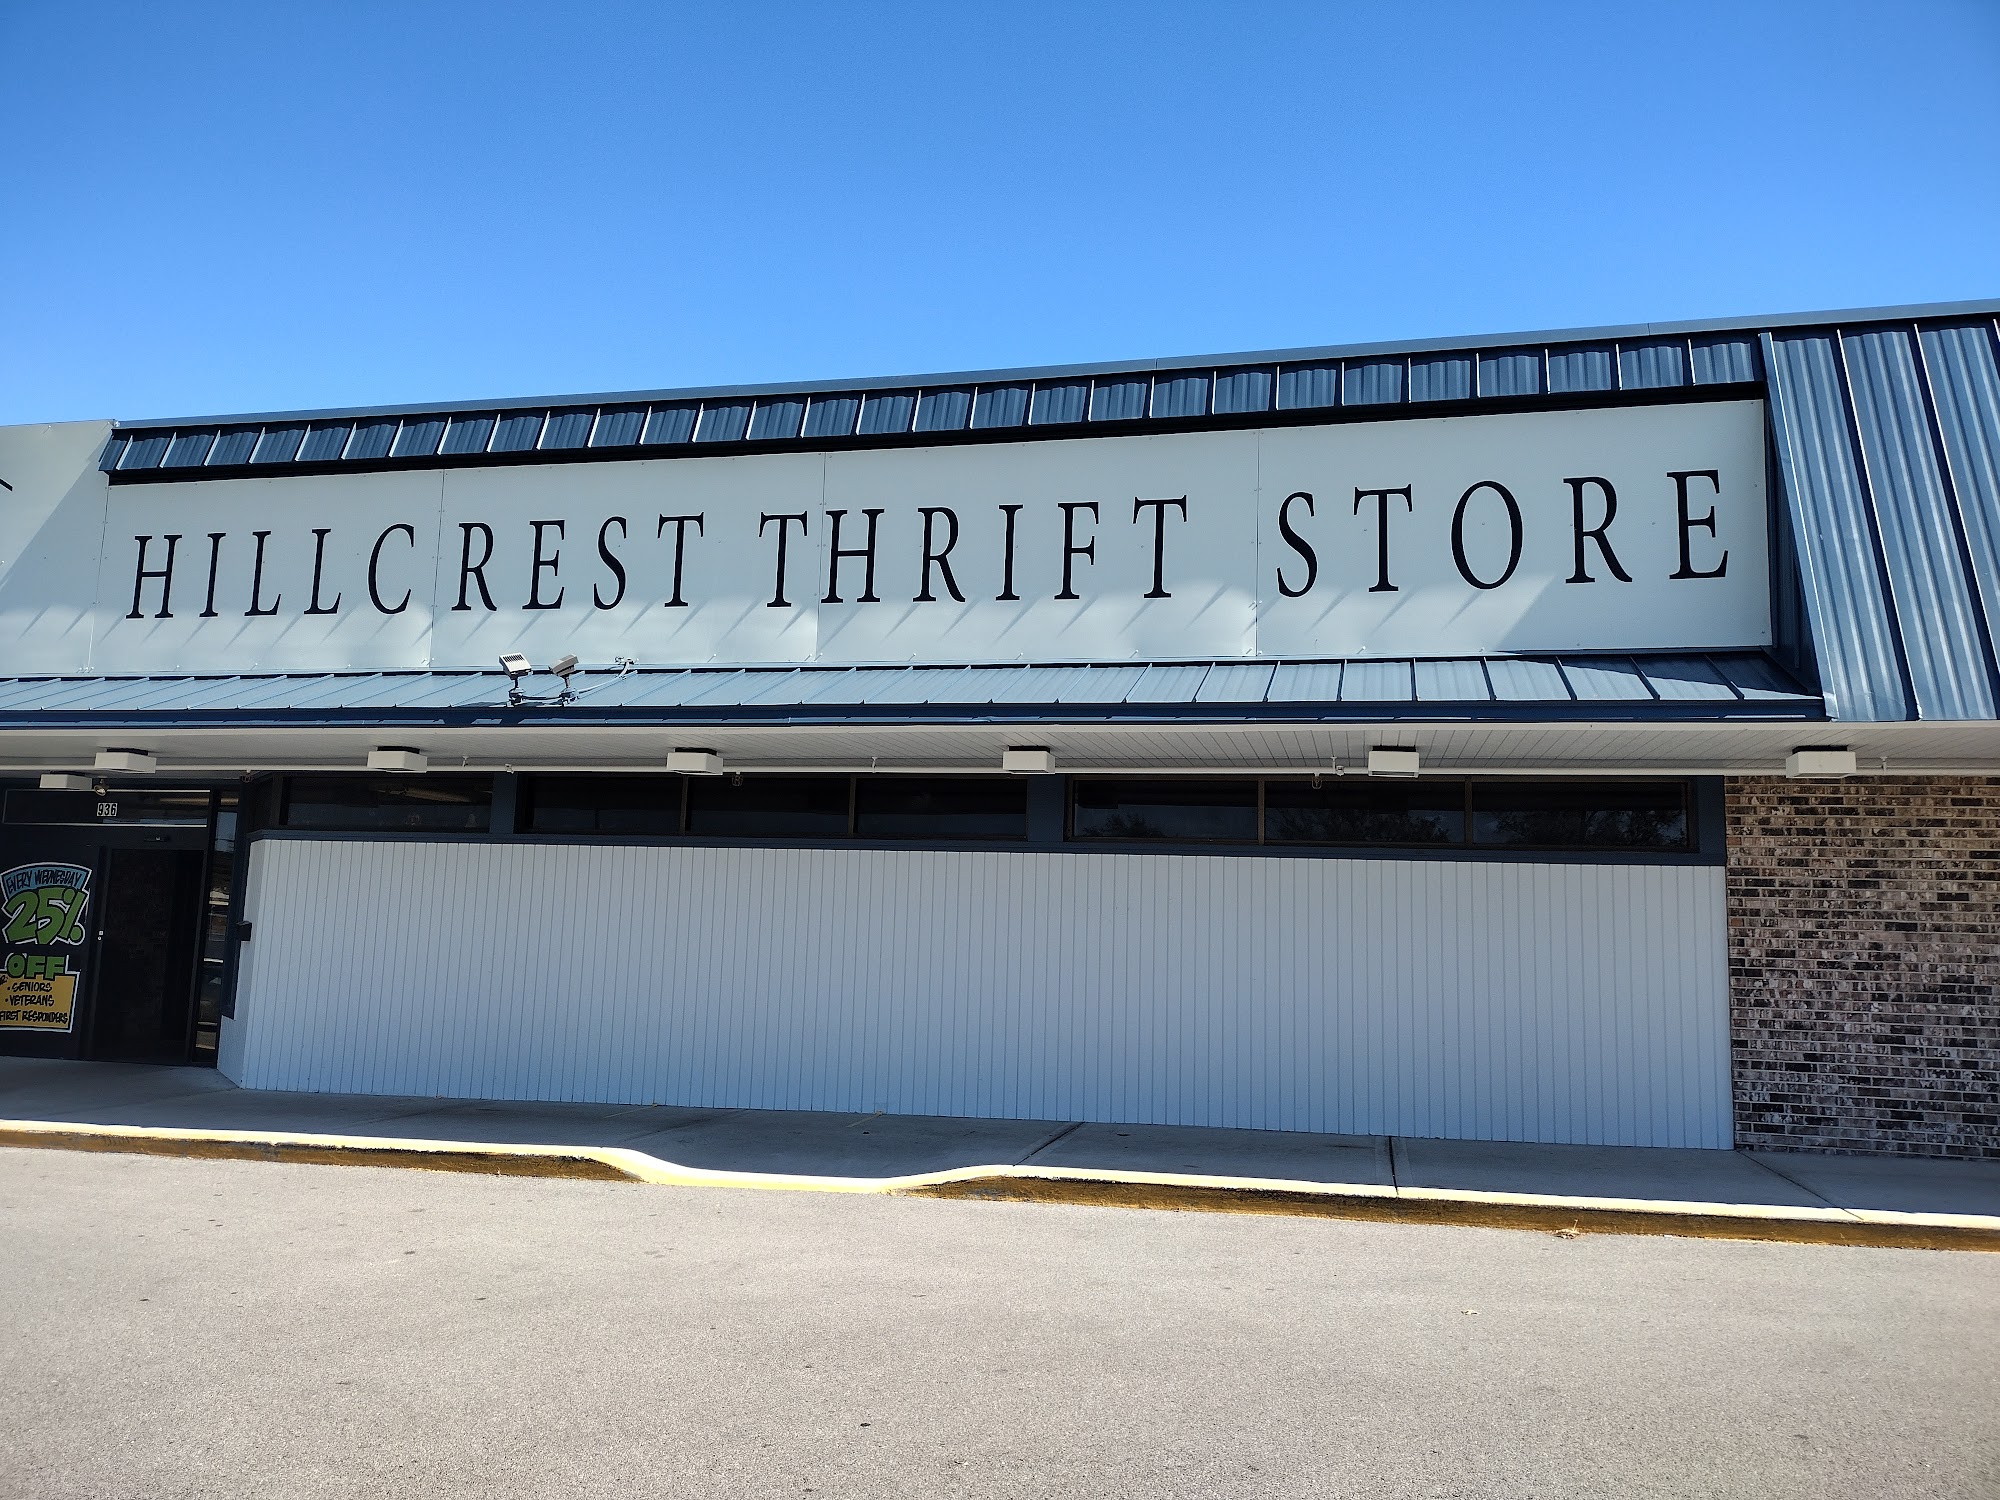 HILLCREST THRIFT STORE
936
EVERY WEDNESDAY
25%
OFF
• SENIORS
• VETERANS
FIRST RESPONDERS